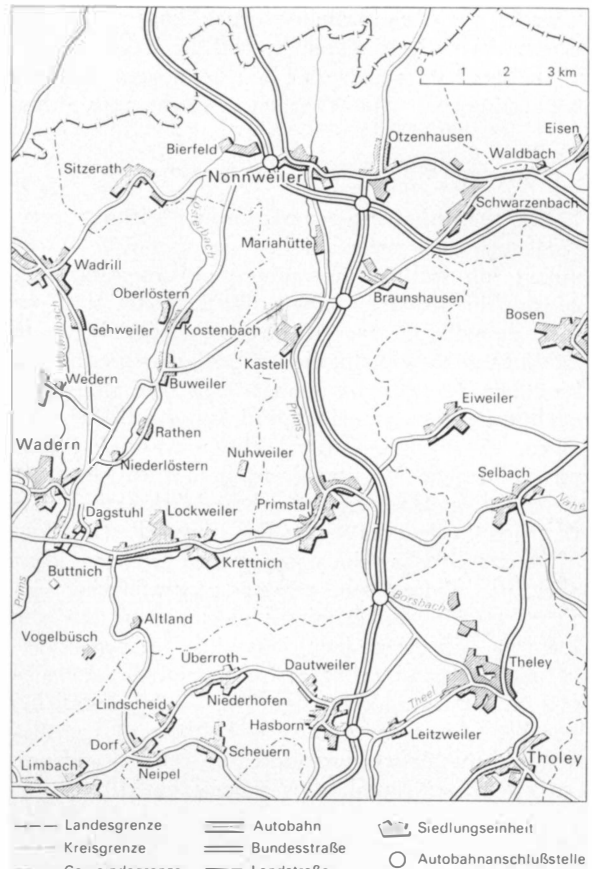 0 1 2 3 km
Otzenhausen
Eisen
Bierfeld
Waldbach
Sitzerath
Nonnweiler
Schwarzenbach
Mariahütte
Wadrill
Braunshausen
Oberlöstern
Bosen
Gehweiler
Kostenbach
Kastell
Wedern
Buweiler
Prims
Eiweiler
Rathen
Wadern
Nuhweiler
Niederlöstern
Selbach
Primstal
Nahe
Dagstuhl
Lockweiler
Krettnich
Buttnich
Prims
Borsbach
Altland
Vogelbüsch
Überroth-
Niederhofen
Dautweiler
Theley
Theel
Lindscheid
Hasborn
Dorf
Scheuern
Leitzweiler
Limbach
Neipel
Tholey
Landesgrenze
Autobahn
Siedlungseinheit
Kreisgrenze
Bundesstraße
Autobahnanschlußstelle